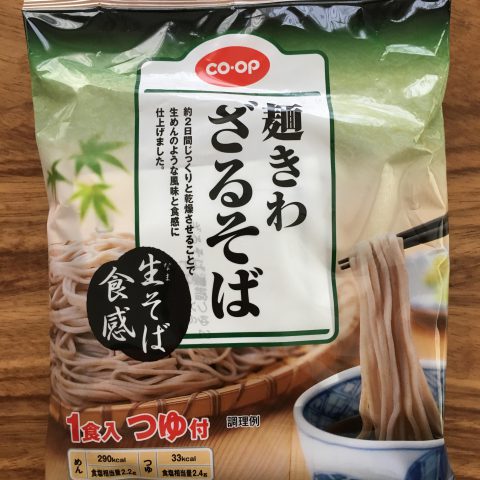 CO·OP
麺きわ
ざるそば
約2日間じっくりと乾燥させることで
生めんのような風味と食感に
仕上げました。
なま
生そば
食感
1食入 つゆ付
調理例
めん
290kcal
食塩相当量2.2g
つゆ
33kcal
食塩相当量2.4g